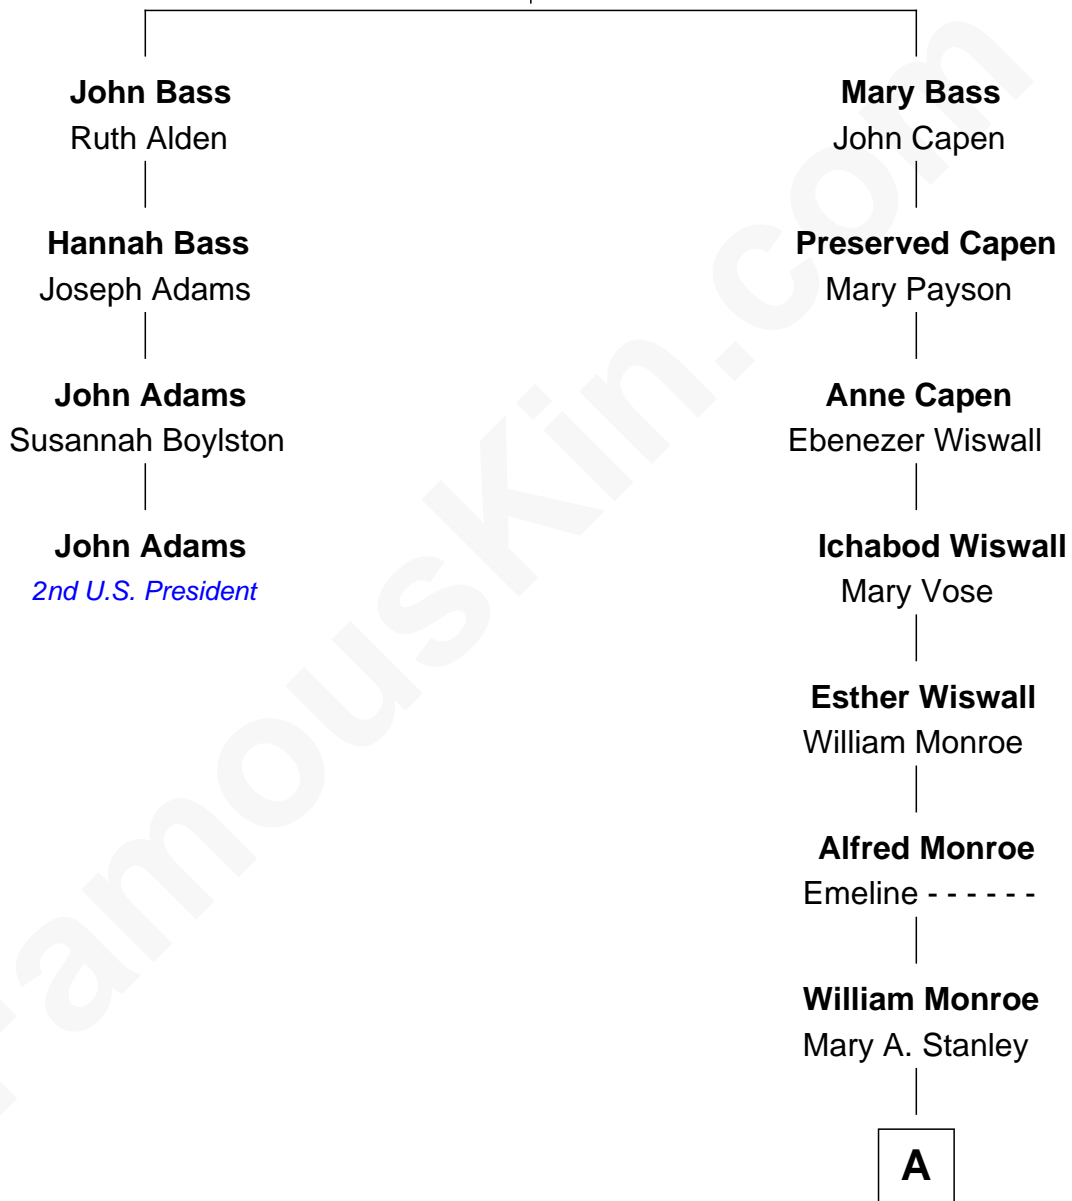 John Bass
Ruth Alden
Mary Bass
John Capen
Hannah Bass
Joseph Adams
Preserved Capen
Mary Payson
John Adams
Susannah Boylston
Anne Capen
Ebenezer Wiswall
John Adams
2nd U.S. President
Ichabod Wiswall
Mary Vose
Esther Wiswall
William Monroe
Alfred Monroe
Emeline - - - - - -
William Monroe
Mary A. Stanley
A
FamousKin.com